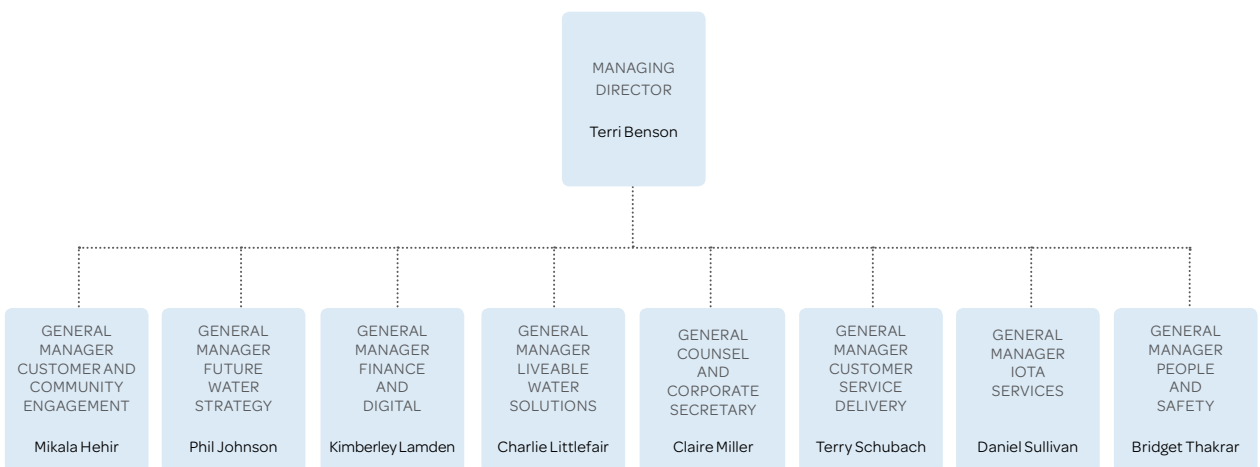 MANAGING
DIRECTOR
Terri Benson
GENERAL
MANAGER
CUSTOMER AND
COMMUNITY
ENGAGEMENT
Mikala Hehir
GENERAL
MANAGER
FUTURE
WATER
STRATEGY
Phil Johnson
GENERAL
MANAGER
FINANCE
AND
DIGITAL
Kimberley Lamden
GENERAL
MANAGER
LIVEABLE
WATER
SOLUTIONS
Charlie Littlefair
GENERAL
COUNSEL
AND
CORPORATE
SECRETARY
Claire Miller
GENERAL
MANAGER
CUSTOMER
SERVICE
DELIVERY
Terry Schubach
GENERAL
MANAGER
IOTA
SERVICES
Daniel Sullivan
GENERAL
MANAGER
PEOPLE
AND
SAFETY
Bridget Thakrar